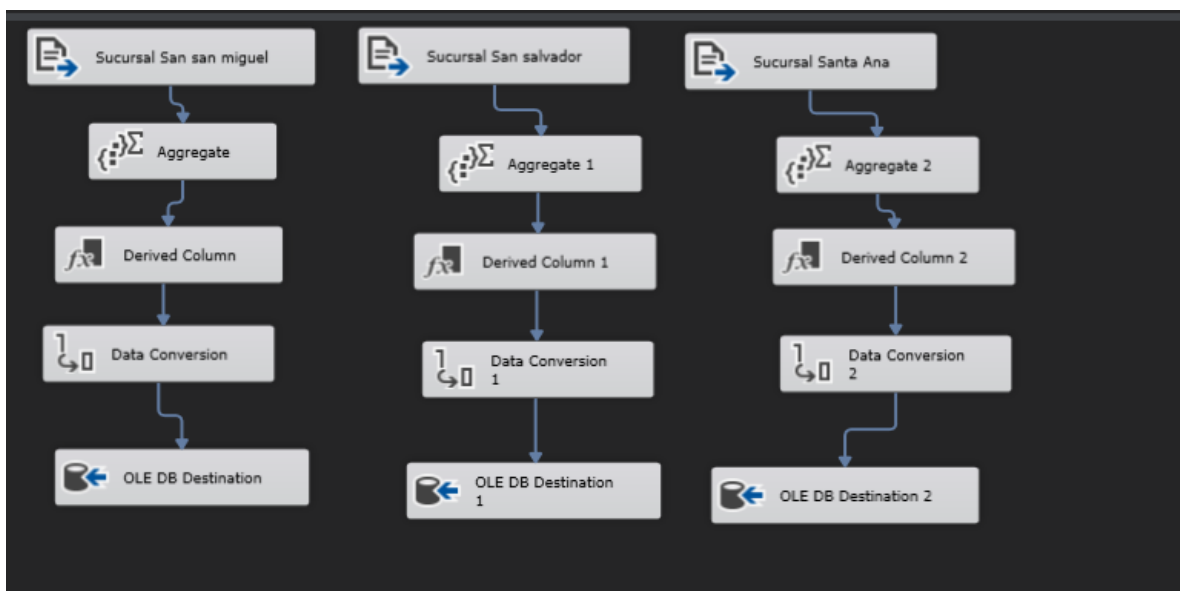 Sucursal San san miguel
Aggregate
Derived Column
Data Conversion
OLE DB Destination
Sucursal San salvador
Aggregate 1
Derived Column 1
Data Conversion
1
OLE DB Destination
1
Sucursal Santa Ana
Aggregate 2
Derived Column 2
Data Conversion
2
OLE DB Destination 2